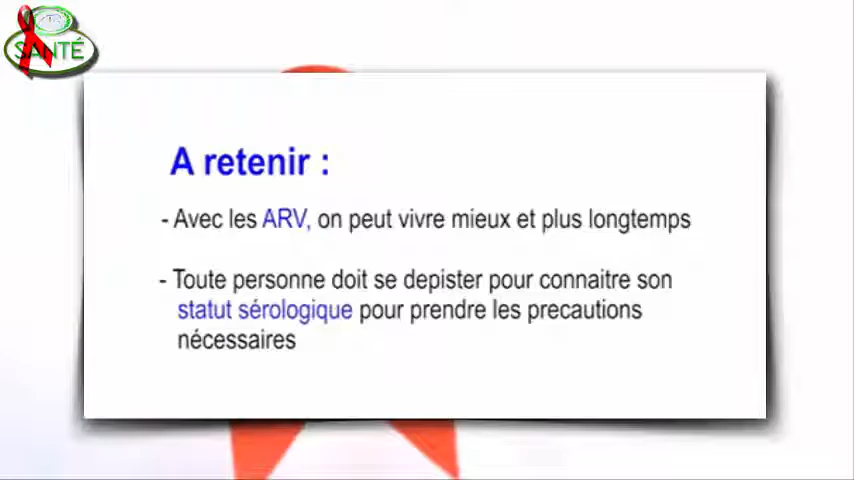 SANTÉ
A retenir :
- Avec les ARV, on peut vivre mieux et plus longtemps
- Toute personne doit se depister pour connaitre son
statut sérologique pour prendre les precautions
nécessaires